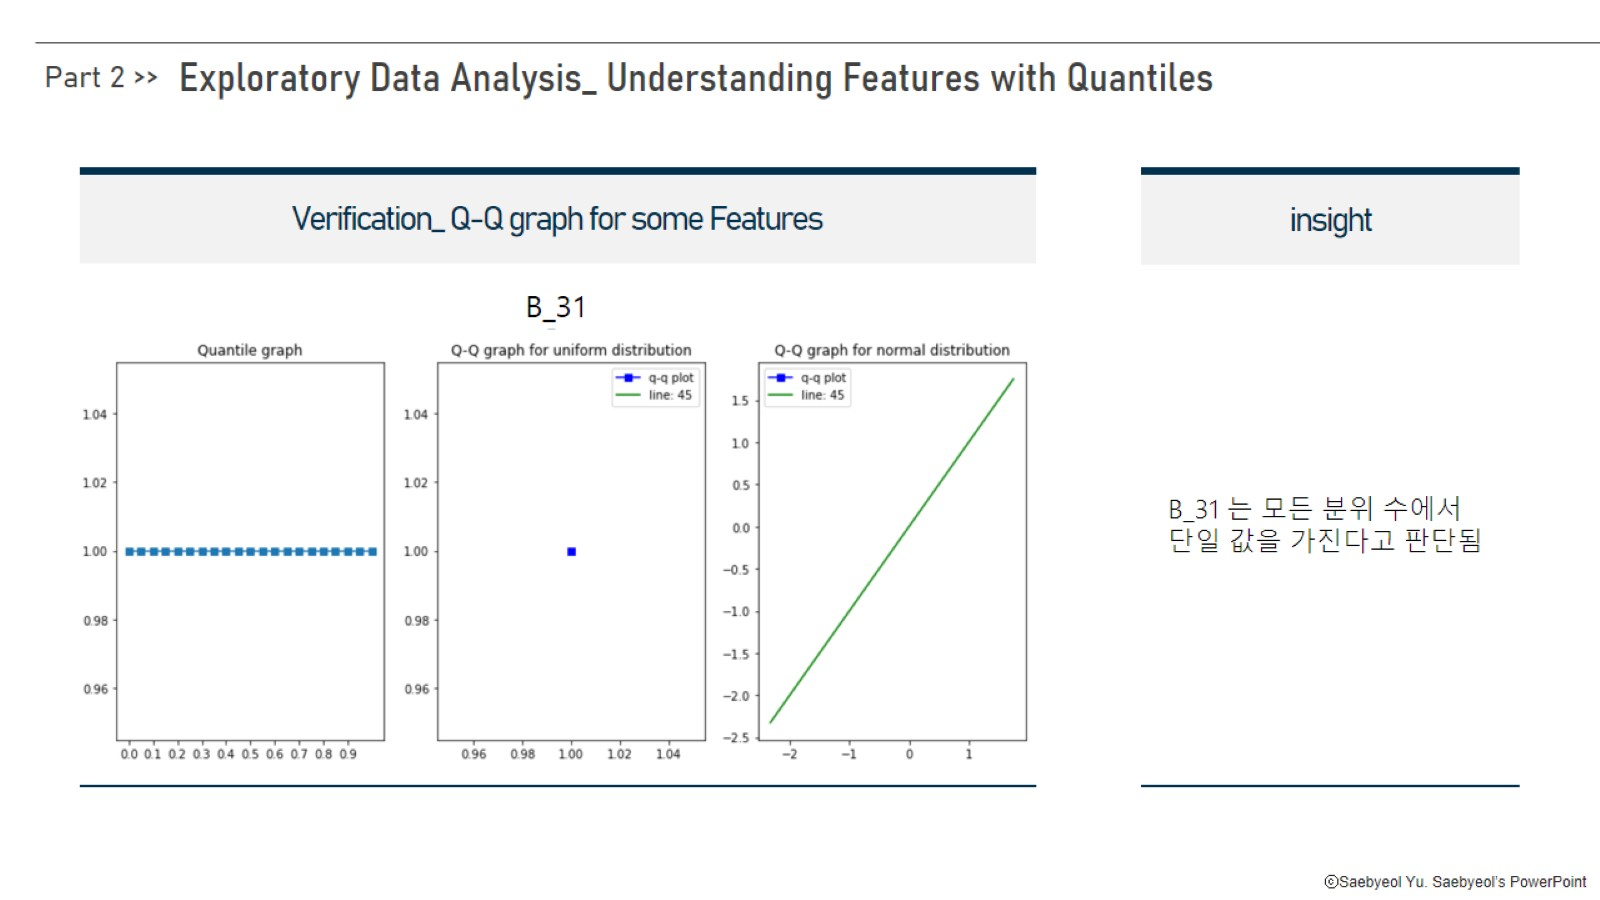 Part 2 >> Exploratory Data Analysis_ Understanding Features with Quantiles
Verification_ Q-Q graph for some Features
B_31
Quantile graph
1.04
1.02
1.00
0.98
0.96
0.0 0.1 0.2 0.3 0.4 0.5 0.6 0.7 0.8 0.9
Q-Q graph for uniform distribution
q-q plot
line: 45
1.04
1.02
1.00
0.98
0.96
0.96 0.98 1.00 1.02 1.04
Q-Q graph for normal distribution
q-q plot
line: 45
1.5
1.0
0.5
0.0
−0.5
−1.0
−1.5
−2.0
−2.5
−2 −1 0 1
insight
B_31 는 모든 분위 수에서
단일 값을 가진다고 판단됨
ⓒSaebyeol Yu. Saebyeol's PowerPoint